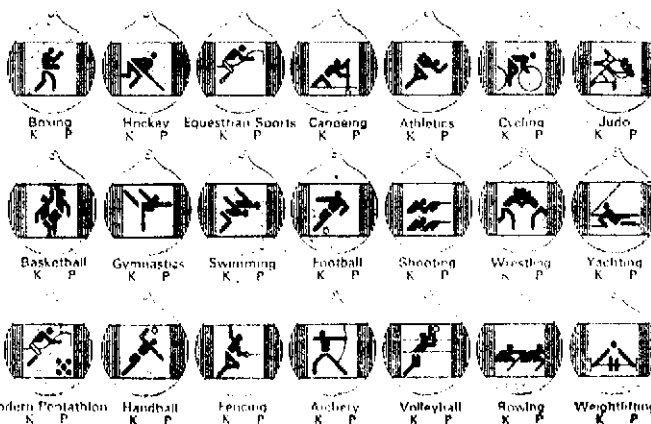 Boxing Hockey Equestrian Sports Canoeing Athletics Cycling Judo
K P K P K P K P K P K P K P
Basketball Gymnastics Swimming Football Shooting Wrestling Yachting
K P K P K P K P K P K P K P
dern Pentathlon Handball Fencing Archery Volleyball Rowing Weightlifting
K P K P K P K P K P K P K P